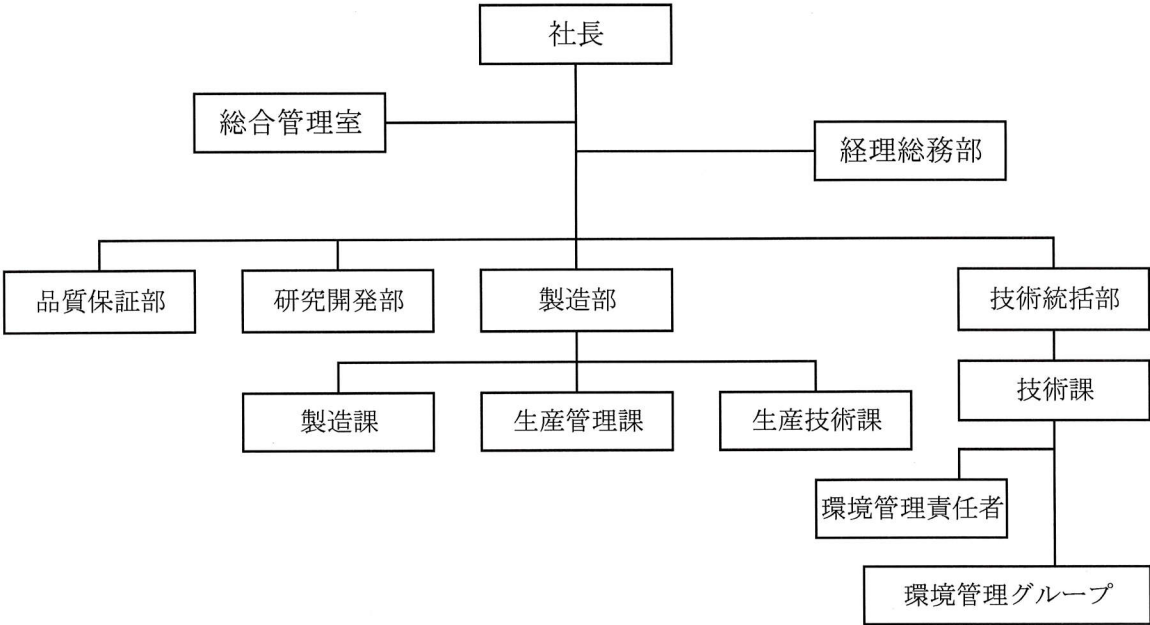 社長
総合管理室
経理総務部
品質保証部
研究開発部
製造部
技術統括部
製造課
生産管理課
生産技術課
技術課
環境管理責任者
環境管理グループ